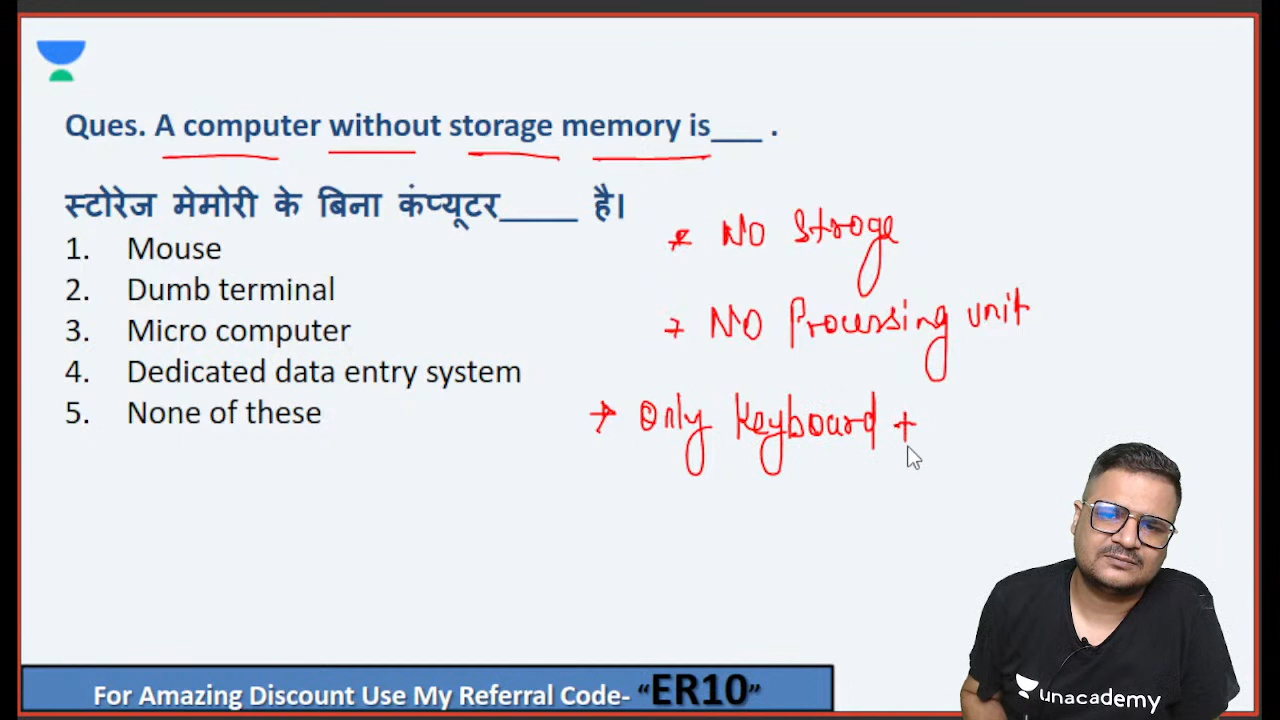 Ques. A computer without storage memory is___ .
स्टोरेज मेमोरी के बिना कंप्यूटर_____ है।
1. Mouse
2. Dumb terminal
3. Micro computer
4. Dedicated data entry system
5. None of these
* NO Stroge
→ NO Processing unit
→ Only Keyboard +
unacademy
For Amazing Discount Use My Referral Code- “ER10”